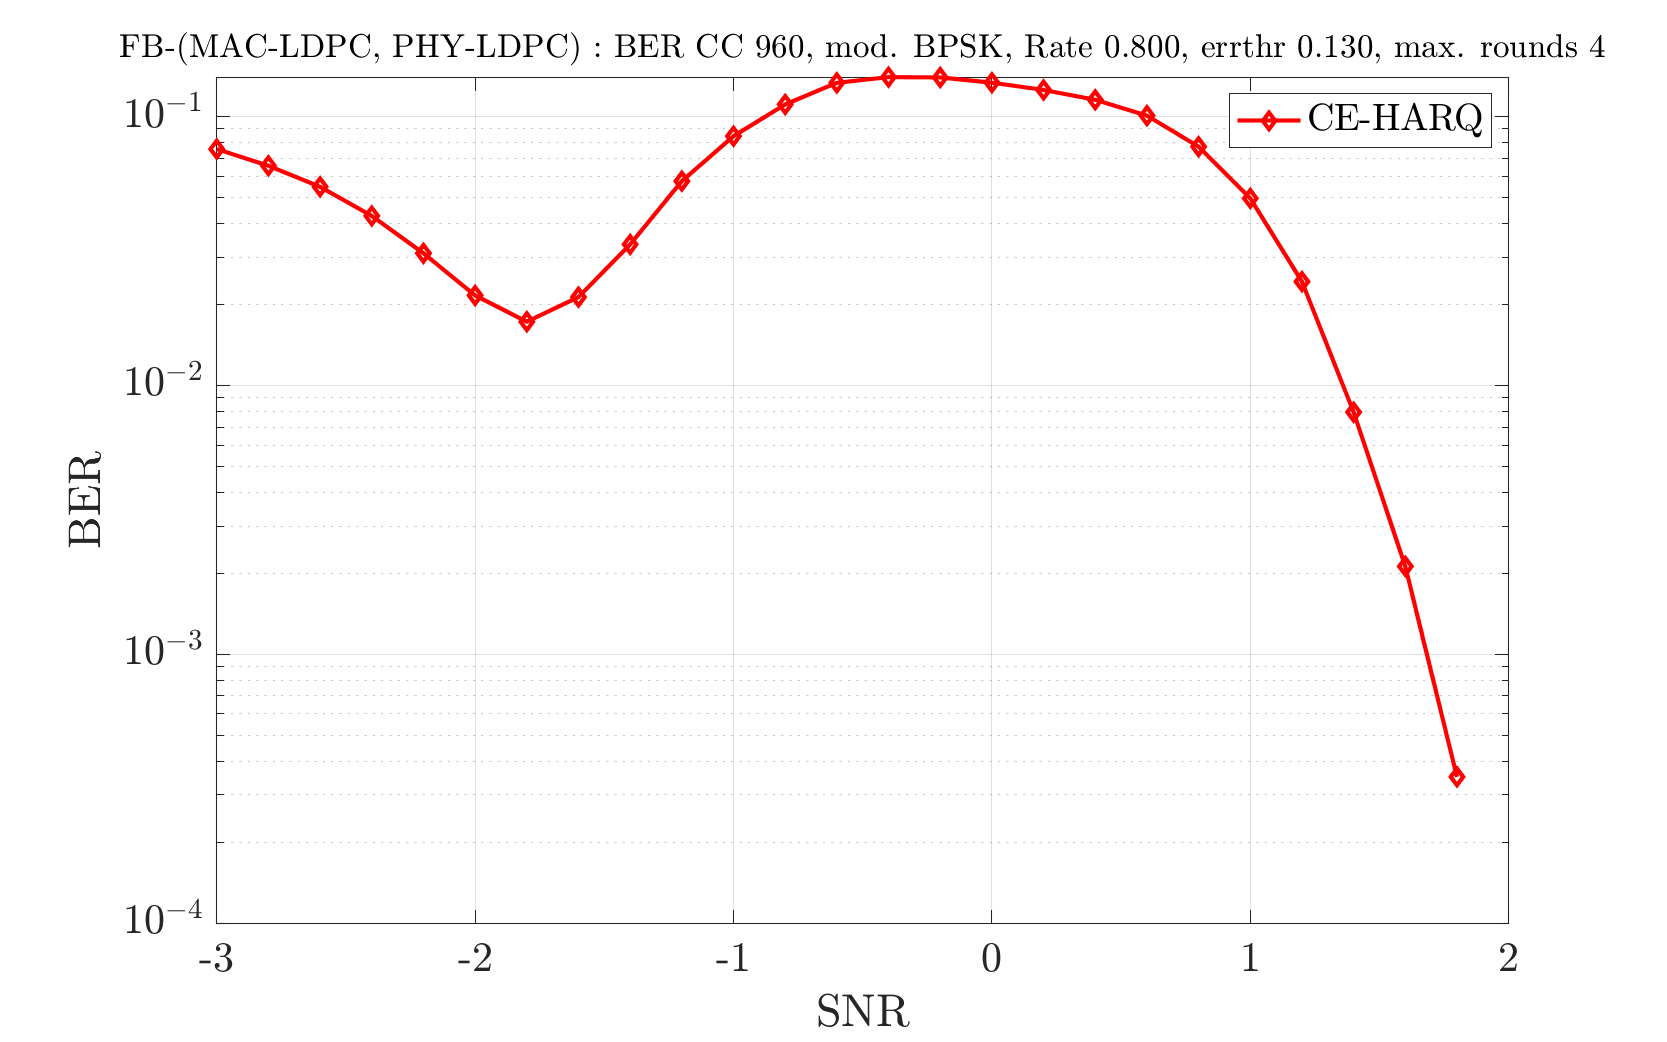 FB-(MAC-LDPC, PHY-LDPC) : BER CC 960, mod. BPSK, Rate 0.800, errthr 0.130, max. rounds 4
CE-HARQ
10⁻¹
10⁻²
10⁻³
10⁻⁴
BER
-3 -2 -1 0 1 2
SNR